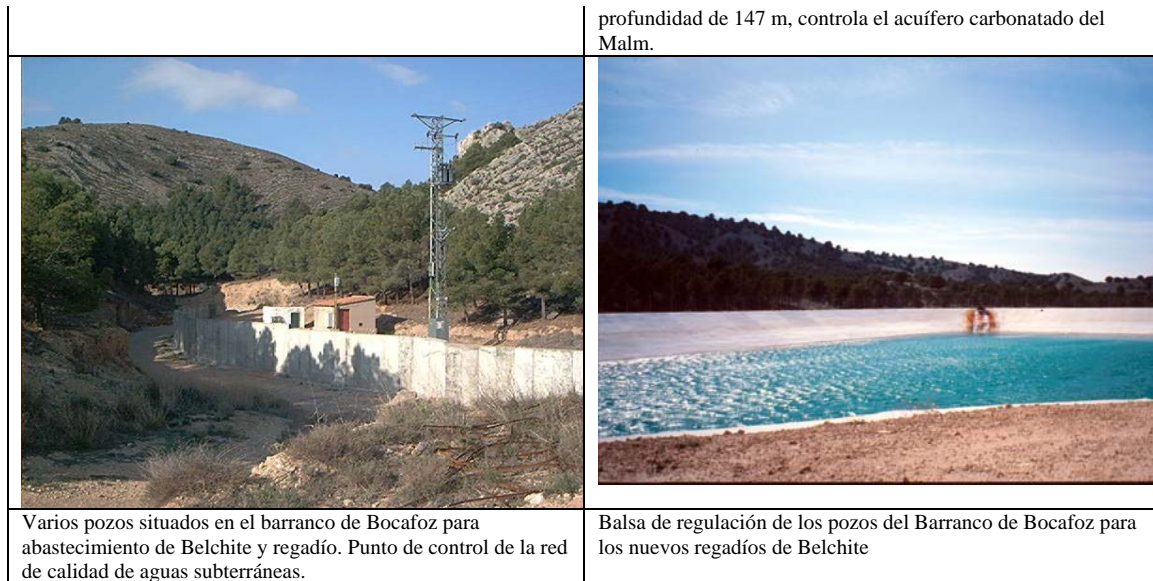 profundidad de 147 m, controla el acuífero carbonatado del
Malm.
Varios pozos situados en el barranco de Bocafoz para
abastecimiento de Belchite y regadío. Punto de control de la red
de calidad de aguas subterráneas.
Balsa de regulación de los pozos del Barranco de Bocafoz para
los nuevos regadíos de Belchite